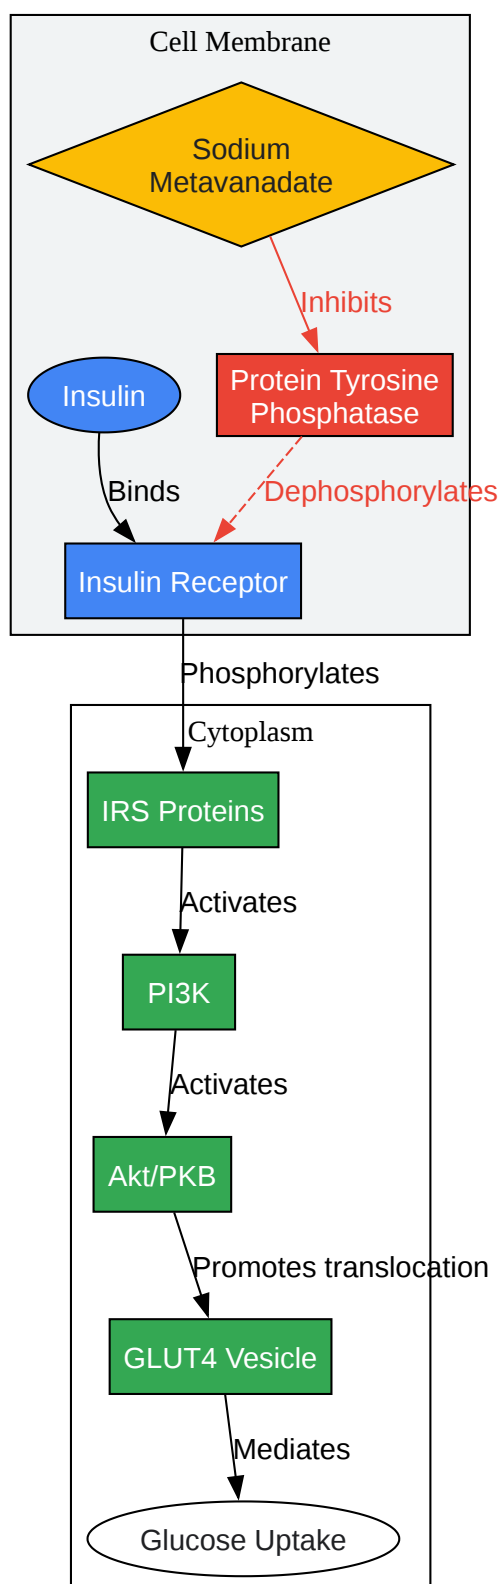 Cell Membrane
Sodium
Metavanadate
Inhibits
Protein Tyrosine
Phosphatase
Insulin
Binds
Dephosphorylates
Insulin Receptor
Phosphorylates
Cytoplasm
IRS Proteins
Activates
PI3K
Activates
Akt/PKB
Promotes translocation
GLUT4 Vesicle
Mediates
Glucose Uptake